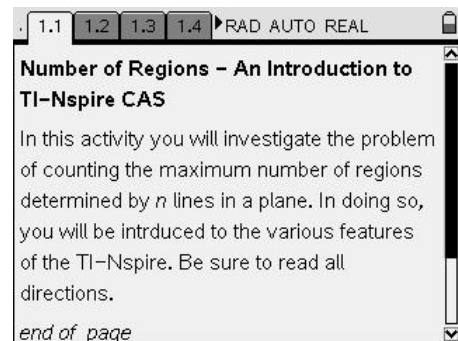 1.1 1.2 1.3 1.4 RAD AUTO REAL
Number of Regions – An Introduction to
TI-Nspire CAS
In this activity you will investigate the problem
of counting the maximum number of regions
determined by n lines in a plane. In doing so,
you will be intrduced to the various features
of the TI-Nspire. Be sure to read all
directions.
end of page